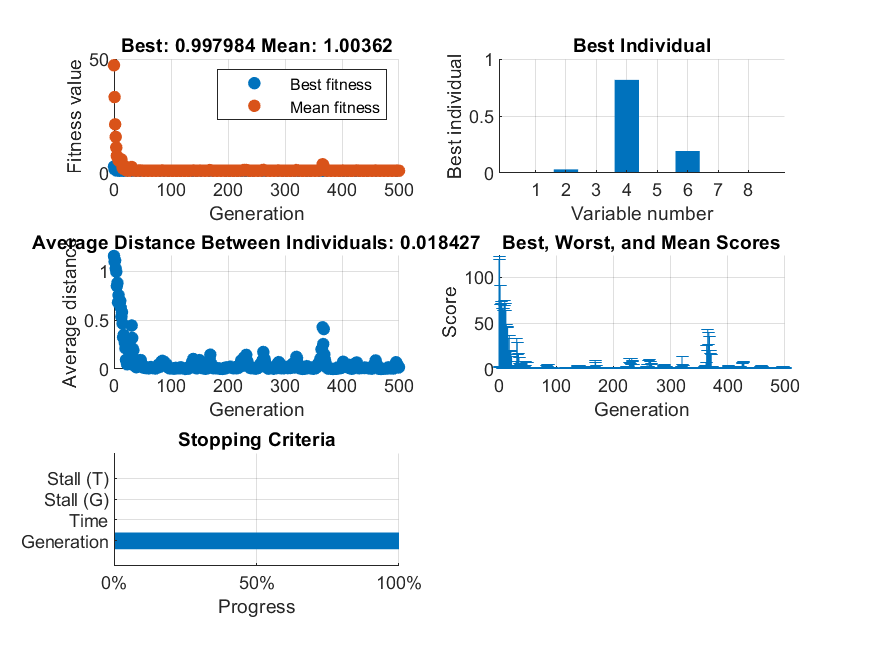 Best: 0.997984 Mean: 1.00362
Fitness value
50
0
Best fitness
Mean fitness
0 100 200 300 400 500
Generation
Best Individual
Best individual
1
0.5
0
1 2 3 4 5 6 7 8
Variable number
Average Distance Between Individuals: 0.018427
Average distance
1
0.5
0
0 100 200 300 400 500
Generation
Best, Worst, and Mean Scores
Score
100
50
0
0 100 200 300 400 500
Generation
Stopping Criteria
Stall (T)
Stall (G)
Time
Generation
0% 50% 100%
Progress